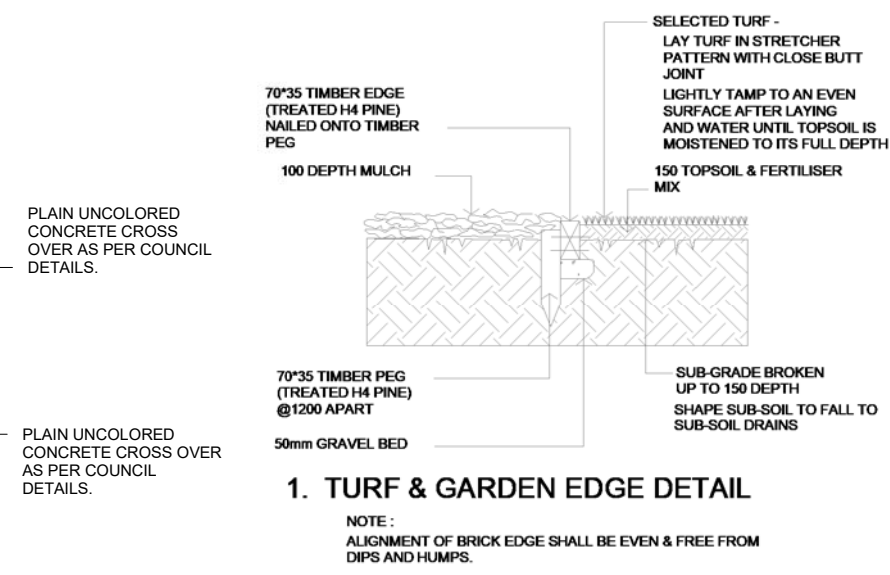 PLAIN UNCOLORED
CONCRETE CROSS
OVER AS PER COUNCIL
DETAILS.
PLAIN UNCOLORED
CONCRETE CROSS OVER
AS PER COUNCIL
DETAILS.
70*35 TIMBER EDGE
(TREATED H4 PINE)
NAILED ONTO TIMBER
PEG
100 DEPTH MULCH
SELECTED TURF -
LAY TURF IN STRETCHER
PATTERN WITH CLOSE BUTT
JOINT
LIGHTLY TAMP TO AN EVEN
SURFACE AFTER LAYING
AND WATER UNTIL TOPSOIL IS
MOISTENED TO ITS FULL DEPTH
150 TOPSOIL & FERTILISER
MIX
70*35 TIMBER PEG
(TREATED H4 PINE)
@1200 APART
50mm GRAVEL BED
SUB-GRADE BROKEN
UP TO 150 DEPTH
SHAPE SUB-SOIL TO FALL TO
SUB-SOIL DRAINS
1. TURF & GARDEN EDGE DETAIL
NOTE :
ALIGNMENT OF BRICK EDGE SHALL BE EVEN & FREE FROM
DIPS AND HUMPS.